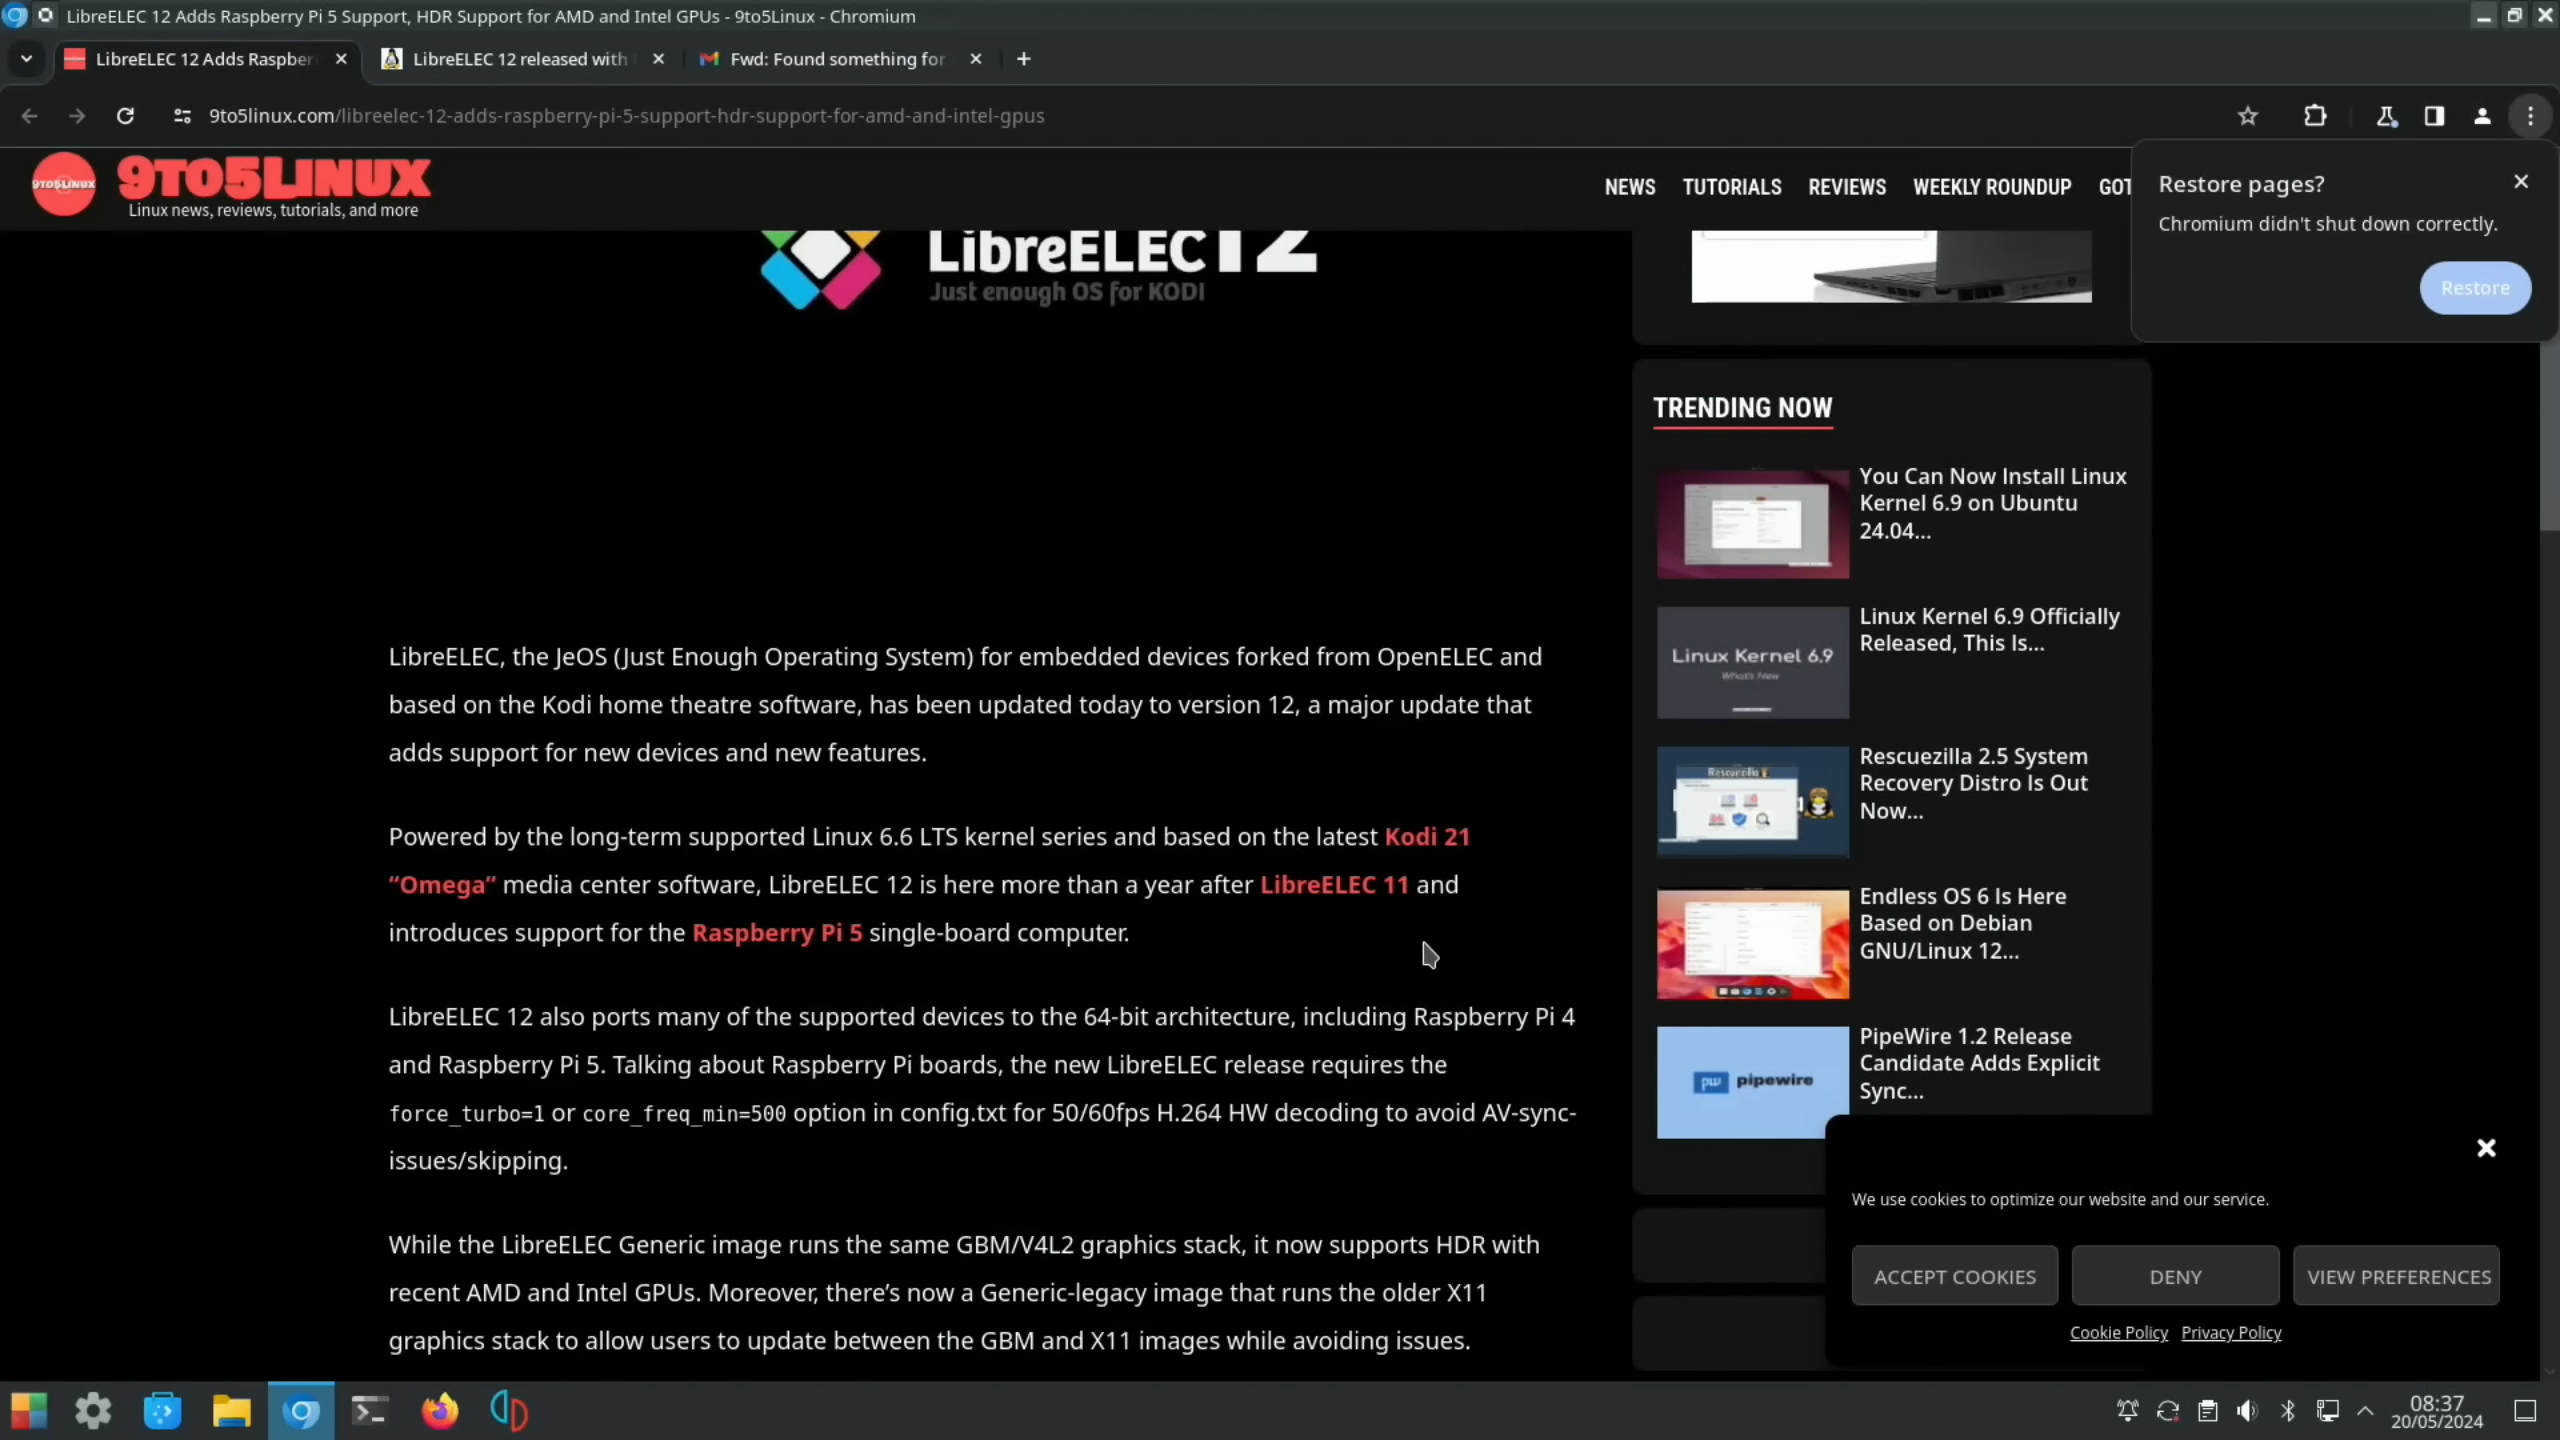 LibreELEC 12 Adds Raspberry Pi 5 Support, HDR Support for AMD and Intel GPUs - 9to5Linux - Chromium
LibreELEC 12 Adds Raspber
LibreELEC 12 released with
Fwd: Found something for
9to5linux.com/libreelec-12-adds-raspberry-pi-5-support-hdr-support-for-amd-and-intel-gpus
9TO5LINUX
9TO5LINUX
Linux news, reviews, tutorials, and more
NEWS
TUTORIALS
REVIEWS
WEEKLY ROUNDUP
GOT
Restore pages?
Chromium didn't shut down correctly.
Restore
LibreELEC 12
Just enough OS for KODI
LibreELEC, the JeOS (Just Enough Operating System) for embedded devices forked from OpenELEC and
based on the Kodi home theatre software, has been updated today to version 12, a major update that
adds support for new devices and new features.
Powered by the long-term supported Linux 6.6 LTS kernel series and based on the latest Kodi 21
“Omega” media center software, LibreELEC 12 is here more than a year after LibreELEC 11 and
introduces support for the Raspberry Pi 5 single-board computer.
LibreELEC 12 also ports many of the supported devices to the 64-bit architecture, including Raspberry Pi 4
and Raspberry Pi 5. Talking about Raspberry Pi boards, the new LibreELEC release requires the
force_turbo=1 or core_freq_min=500 option in config.txt for 50/60fps H.264 HW decoding to avoid AV-sync-
issues/skipping.
While the LibreELEC Generic image runs the same GBM/V4L2 graphics stack, it now supports HDR with
recent AMD and Intel GPUs. Moreover, there’s now a Generic-legacy image that runs the older X11
graphics stack to allow users to update between the GBM and X11 images while avoiding issues.
TRENDING NOW
You Can Now Install Linux
Kernel 6.9 on Ubuntu
24.04...
Linux Kernel 6.9
What's New
Linux Kernel 6.9 Officially
Released, This Is...
Rescuezilla
Rescuezilla 2.5 System
Recovery Distro Is Out
Now...
Endless OS 6 Is Here
Based on Debian
GNU/Linux 12...
pw pipewire
PipeWire 1.2 Release
Candidate Adds Explicit
Sync...
We use cookies to optimize our website and our service.
ACCEPT COOKIES
DENY
VIEW PREFERENCES
Cookie Policy
Privacy Policy
08:37
20/05/2024